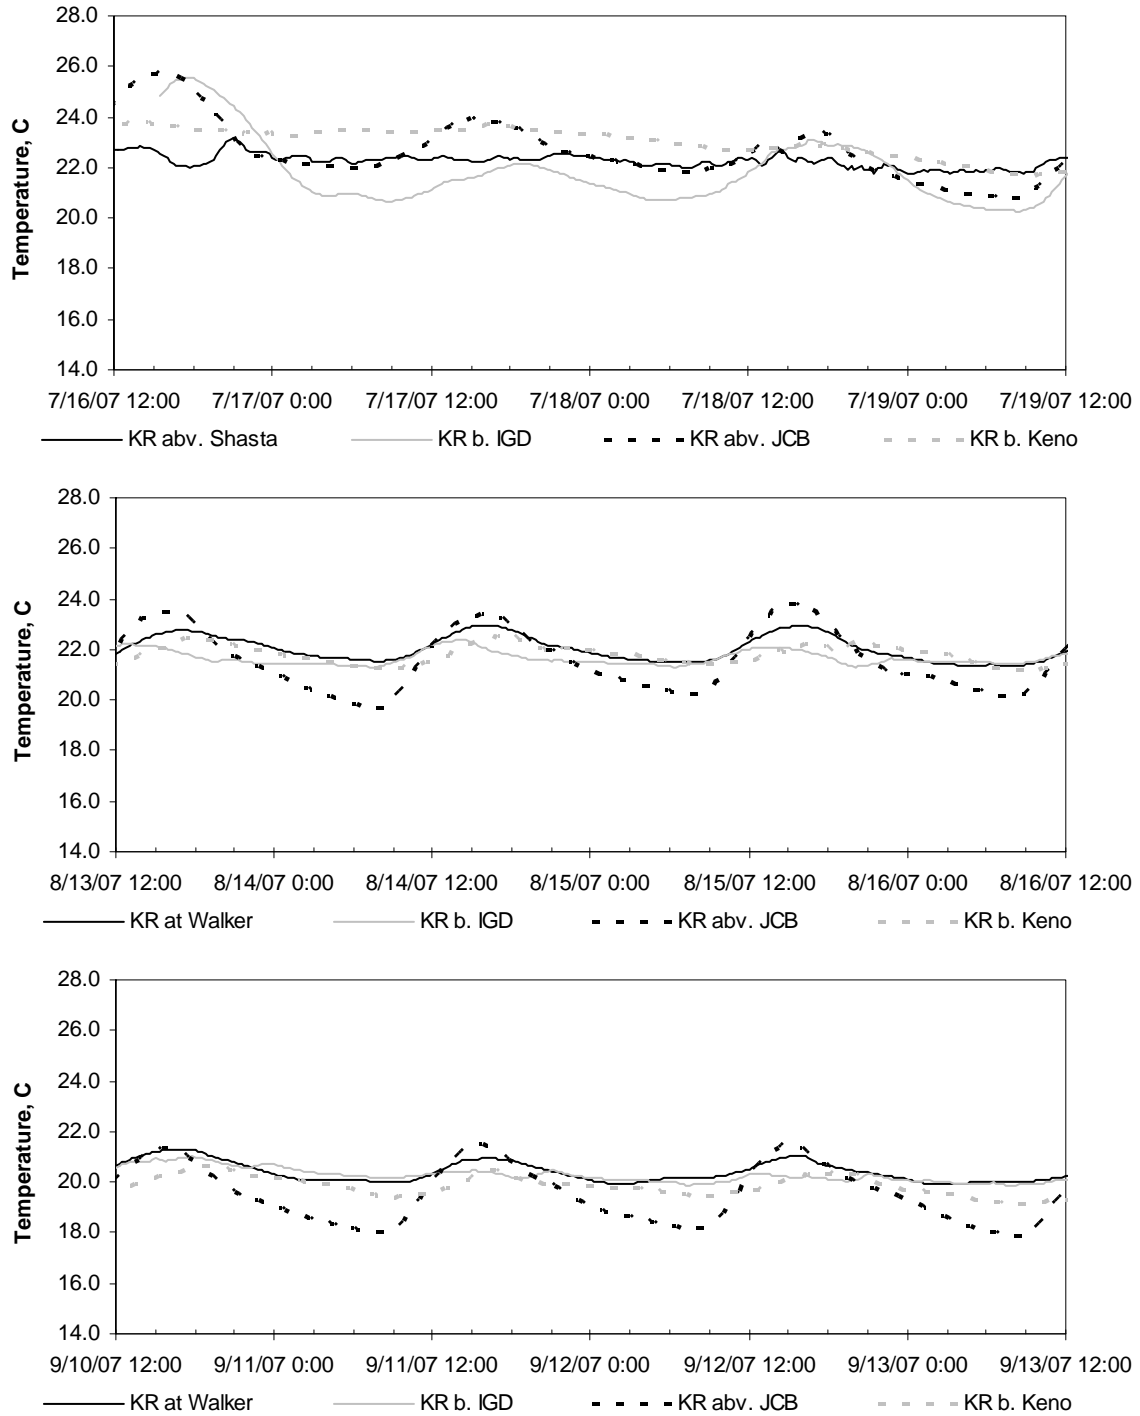 28.0
26.0
24.0
22.0
20.0
18.0
16.0
14.0
Temperature, C
7/16/07 12:00 7/17/07 0:00 7/17/07 12:00 7/18/07 0:00 7/18/07 12:00 7/19/07 0:00 7/19/07 12:00
KR abv. Shasta KR b. IGD KR abv. JCB KR b. Keno
28.0
26.0
24.0
22.0
20.0
18.0
16.0
14.0
Temperature, C
8/13/07 12:00 8/14/07 0:00 8/14/07 12:00 8/15/07 0:00 8/15/07 12:00 8/16/07 0:00 8/16/07 12:00
KR at Walker KR b. IGD KR abv. JCB KR b. Keno
28.0
26.0
24.0
22.0
20.0
18.0
16.0
14.0
Temperature, C
9/10/07 12:00 9/11/07 0:00 9/11/07 12:00 9/12/07 0:00 9/12/07 12:00 9/13/07 0:00 9/13/07 12:00
KR at Walker KR b. IGD KR abv. JCB KR b. Keno